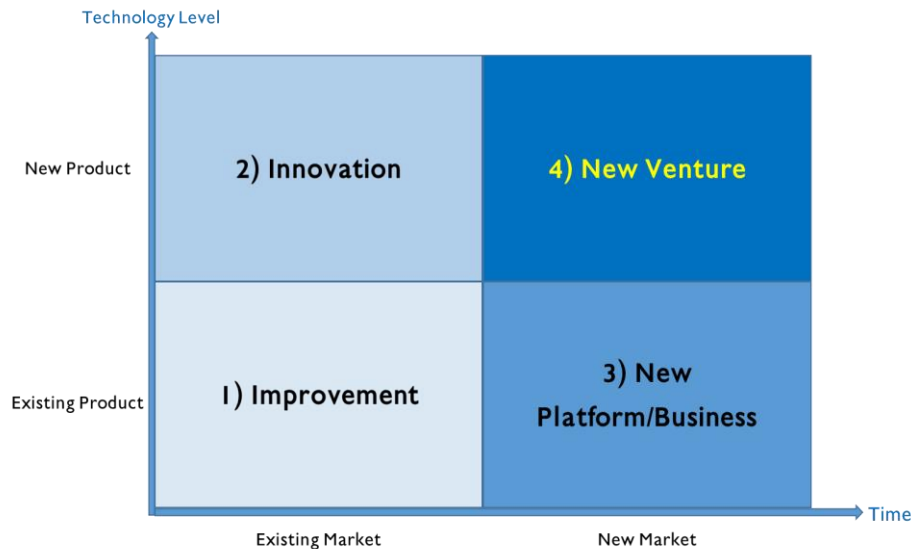 Technology Level
New Product
2) Innovation
4) New Venture
Existing Product
1) Improvement
3) New
Platform/Business
Time
Existing Market
New Market